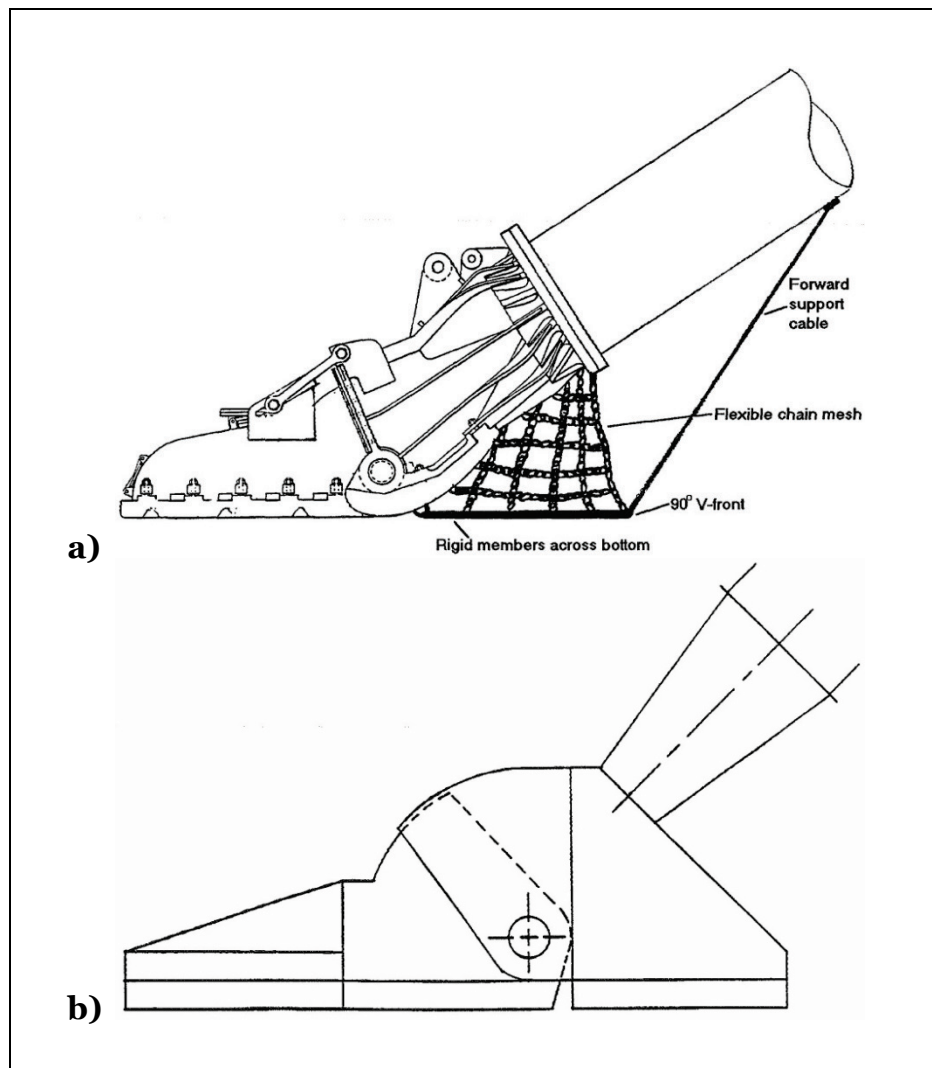 Forward
support
cable
Flexible chain mesh
90° V-front
Rigid members across bottom
a)
b)